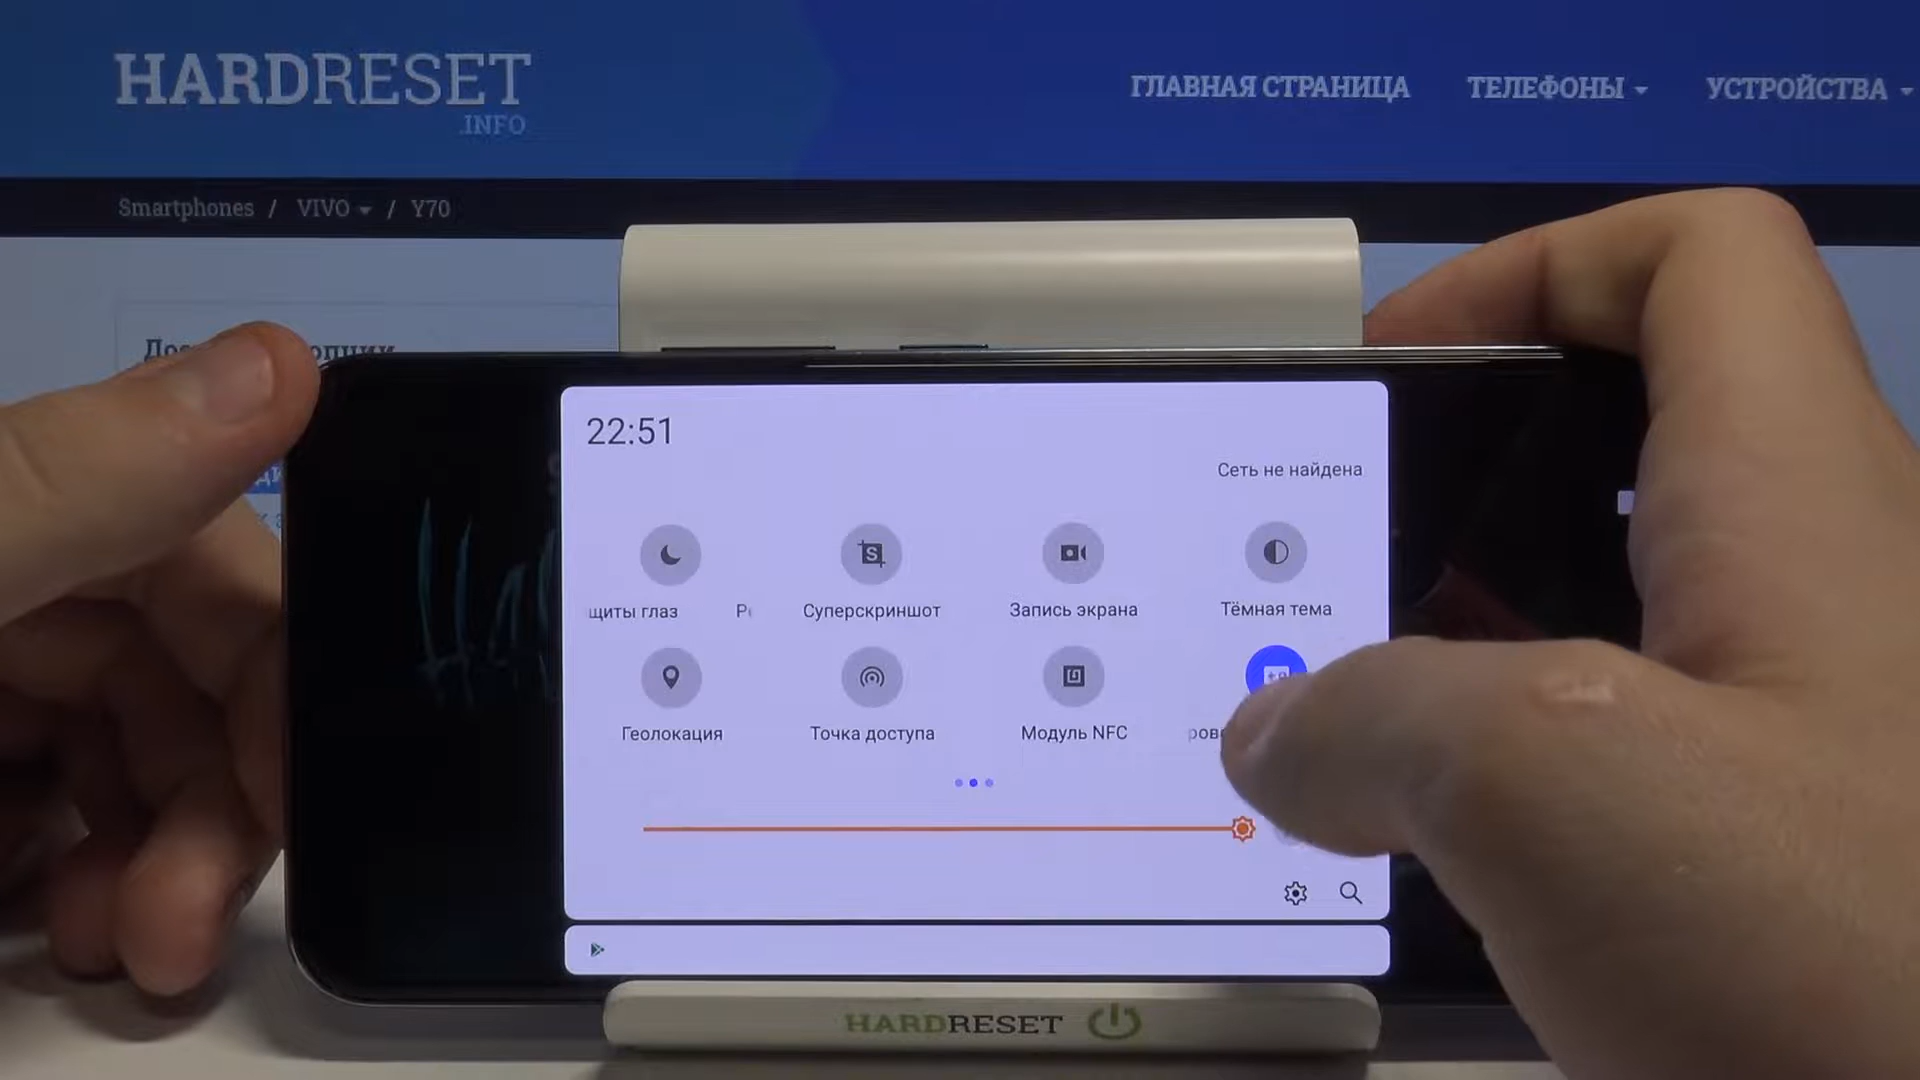 HARDRESET
.INFO
ГЛАВНАЯ СТРАНИЦА
ТЕЛЕФОНЫ
УСТРОЙСТВА
Smartphones / VIVO / Y70
22:51
Сеть не найдена
щиты глаз
Суперскриншот
Запись экрана
Тёмная тема
Геолокация
Точка доступа
Модуль NFC
HARDRESET